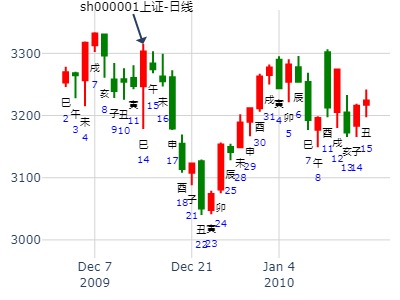 sh000001上证-日线
3300
3200
3100
3000
巳
2
午
3
未
4
戌
7
亥
8
子
9
丑
10
寅
11
巳
14
午
15
未
16
申
17
酉
18
子
21
丑
22
寅
23
卯
24
辰
25
未
28
申
29
酉
30
戌
31
寅
4
卯
5
辰
6
巳
7
午
8
酉
11
戌
12
亥
13
子
14
丑
15
Dec 7
2009
Dec 21
Jan 4
2010